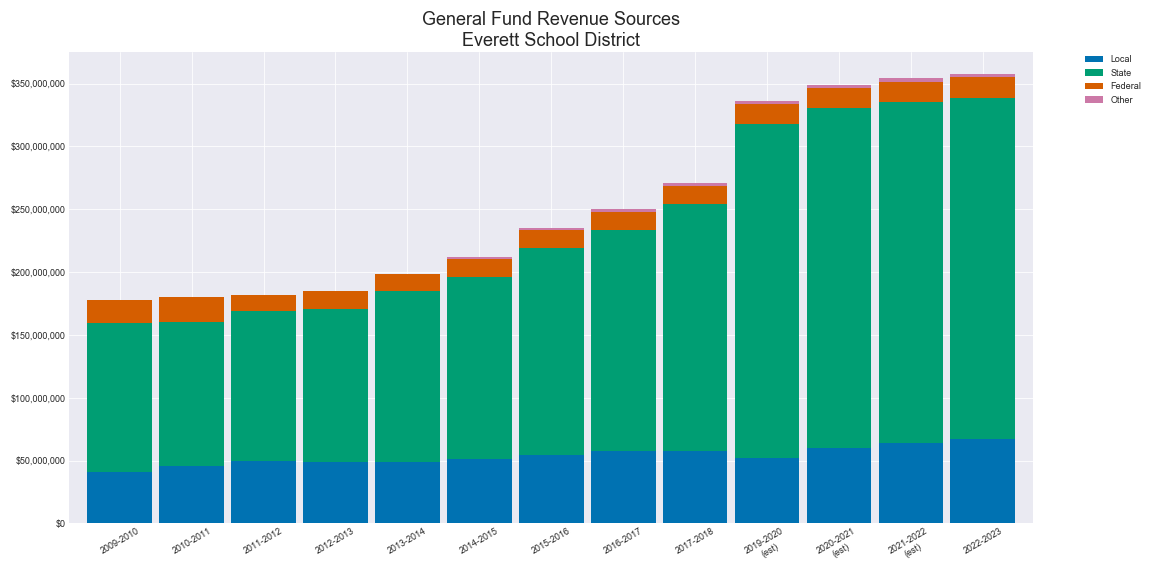 General Fund Revenue Sources
Everett School District
Local
State
Federal
Other
$350,000,000
$300,000,000
$250,000,000
$200,000,000
$150,000,000
$100,000,000
$50,000,000
$0
2009-2010
2010-2011
2011-2012
2012-2013
2013-2014
2014-2015
2015-2016
2016-2017
2017-2018
2019-2020
(est)
2020-2021
(est)
2021-2022
(est)
2022-2023